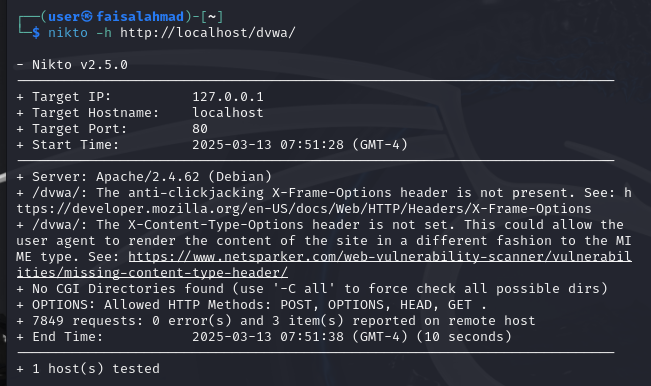 ┌──(user㉿faisalahmad)-[~]
└─$ nikto -h http://localhost/dvwa/
- Nikto v2.5.0
---------------------------------------------------------------------------
+ Target IP:          127.0.0.1
+ Target Hostname:    localhost
+ Target Port:        80
+ Start Time:         2025-03-13 07:51:28 (GMT-4)
---------------------------------------------------------------------------
+ Server: Apache/2.4.62 (Debian)
+ /dvwa/: The anti-clickjacking X-Frame-Options header is not present. See: h
ttps://developer.mozilla.org/en-US/docs/Web/HTTP/Headers/X-Frame-Options
+ /dvwa/: The X-Content-Type-Options header is not set. This could allow the
user agent to render the content of the site in a different fashion to the MI
ME type. See: https://www.netsparker.com/web-vulnerability-scanner/vulnerabil
ities/missing-content-type-header/
+ No CGI Directories found (use '-C all' to force check all possible dirs)
+ OPTIONS: Allowed HTTP Methods: POST, OPTIONS, HEAD, GET .
+ 7849 requests: 0 error(s) and 3 item(s) reported on remote host
+ End Time:           2025-03-13 07:51:38 (GMT-4) (10 seconds)
---------------------------------------------------------------------------
+ 1 host(s) tested